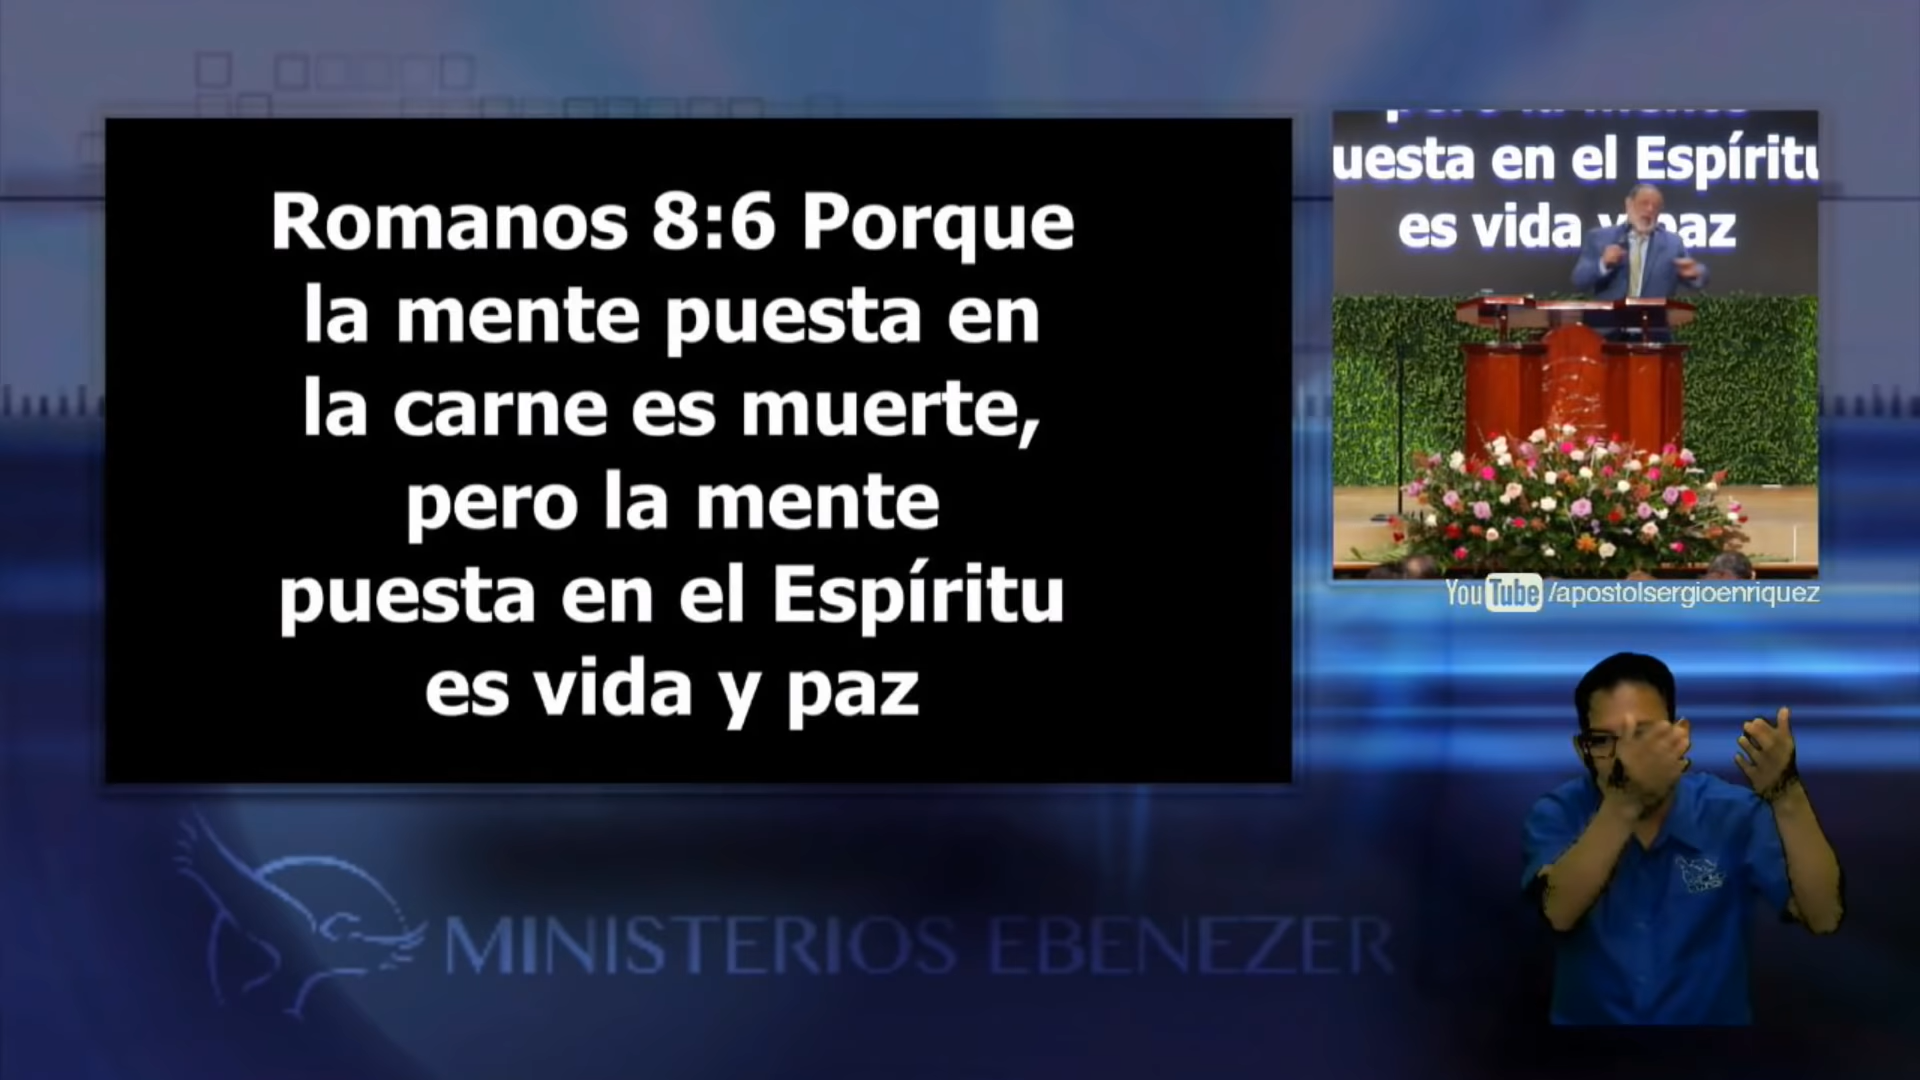 Romanos 8:6 Porque
la mente puesta en
la carne es muerte,
pero la mente
puesta en el Espíritu
es vida y paz
uesta en el Espíritu
es vida y paz
YouTube /apostolsergioenriquez
MINISTERIOS EBENEZER